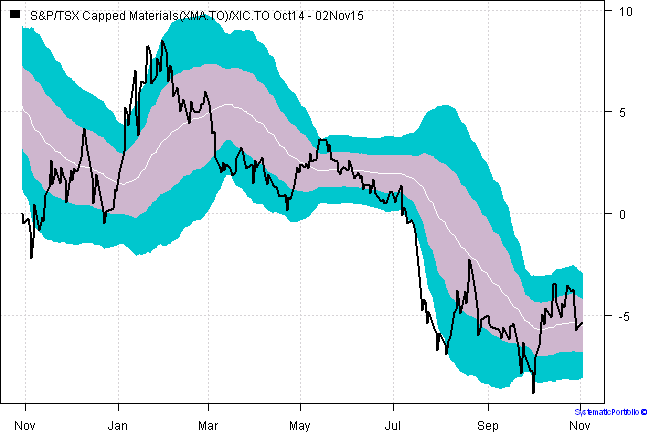 S&P/TSX Capped Materials(XMA.TO)/XIC.TO Oct14 - 02Nov15
10
5
0
-5
Nov Jan Mar May Jul Sep Nov
SystematicPortfolio ©